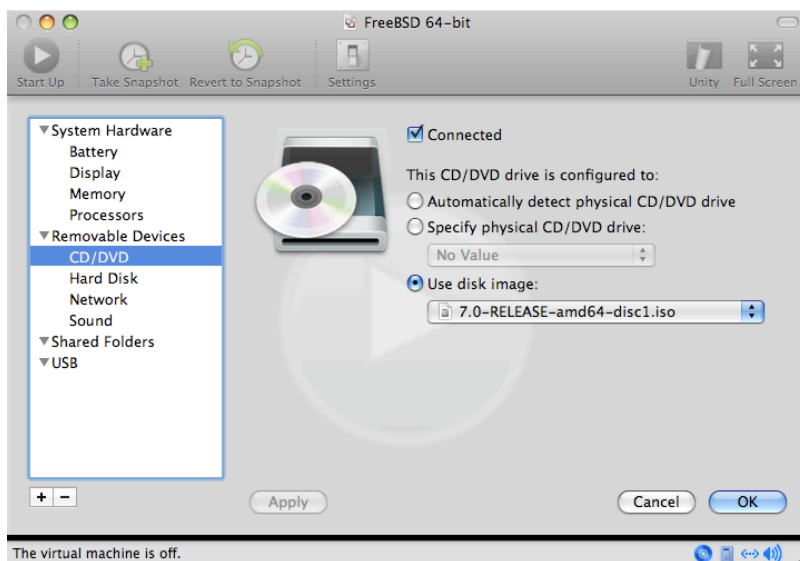 FreeBSD 64-bit
Start Up Take Snapshot Revert to Snapshot Settings Unity Full Screen
System Hardware
Battery
Display
Memory
Processors
Removable Devices
CD/DVD
Hard Disk
Network
Sound
Shared Folders
USB
Connected
This CD/DVD drive is configured to:
Automatically detect physical CD/DVD drive
Specify physical CD/DVD drive:
No Value
Use disk image:
7.0-RELEASE-amd64-disc1.iso
+ −
Apply Cancel OK
The virtual machine is off.